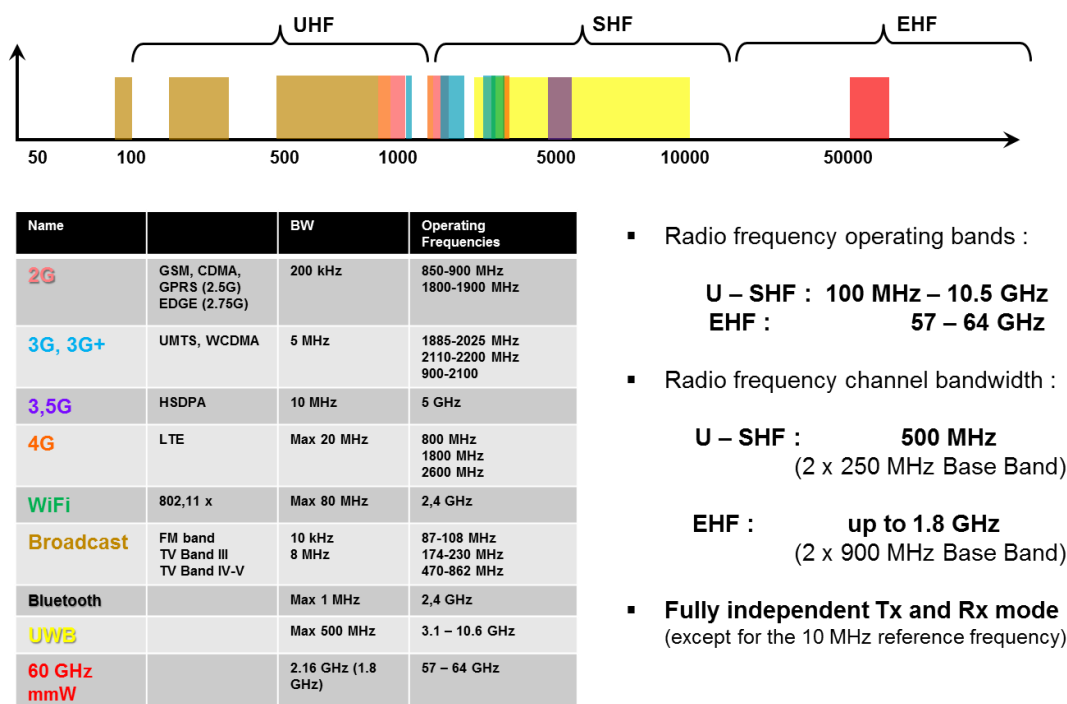 UHF SHF EHF
50 100 500 1000 5000 10000 50000
Name BW Operating
Frequencies
2G GSM, CDMA, 200 kHz 850-900 MHz
GPRS (2.5G) 1800-1900 MHz
EDGE (2.75G)
3G, 3G+ UMTS, WCDMA 5 MHz 1885-2025 MHz
2110-2200 MHz
900-2100
3,5G HSDPA 10 MHz 5 GHz
4G LTE Max 20 MHz 800 MHz
1800 MHz
2600 MHz
WiFi 802,11 x Max 80 MHz 2,4 GHz
Broadcast FM band 10 kHz 87-108 MHz
TV Band III 8 MHz 174-230 MHz
TV Band IV-V 470-862 MHz
Bluetooth Max 1 MHz 2,4 GHz
UWB Max 500 MHz 3.1 – 10.6 GHz
60 GHz 2.16 GHz (1.8 57 – 64 GHz
mmW GHz)
▪ Radio frequency operating bands :
U – SHF : 100 MHz – 10.5 GHz
EHF : 57 – 64 GHz
▪ Radio frequency channel bandwidth :
U – SHF : 500 MHz
(2 x 250 MHz Base Band)
EHF : up to 1.8 GHz
(2 x 900 MHz Base Band)
▪ Fully independent Tx and Rx mode
(except for the 10 MHz reference frequency)